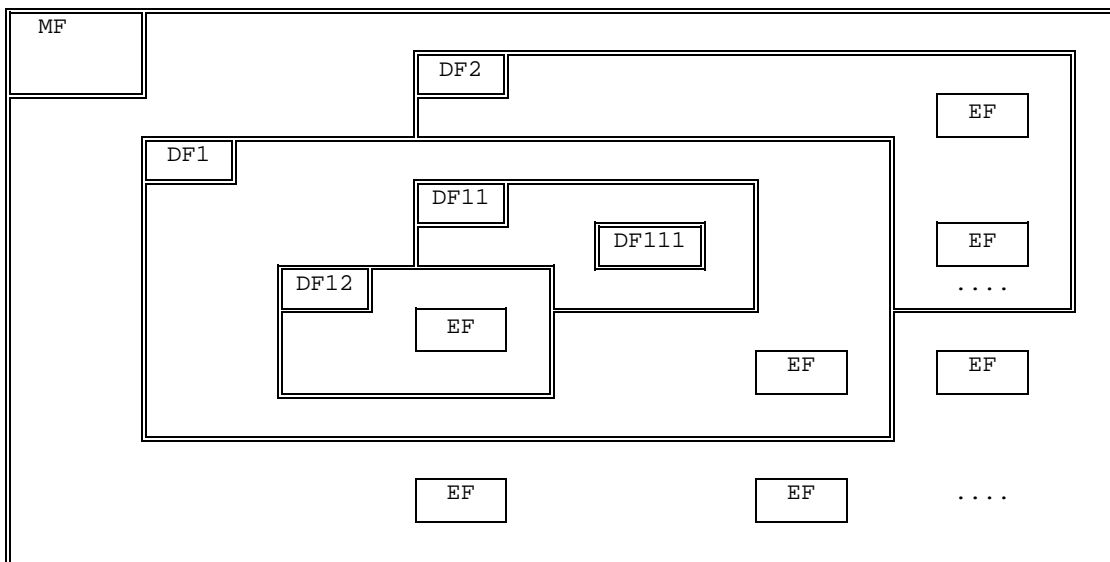 MF
DF2
EF
DF1
DF11
DF111
EF
DF12
....
EF
EF
EF
EF
EF
....